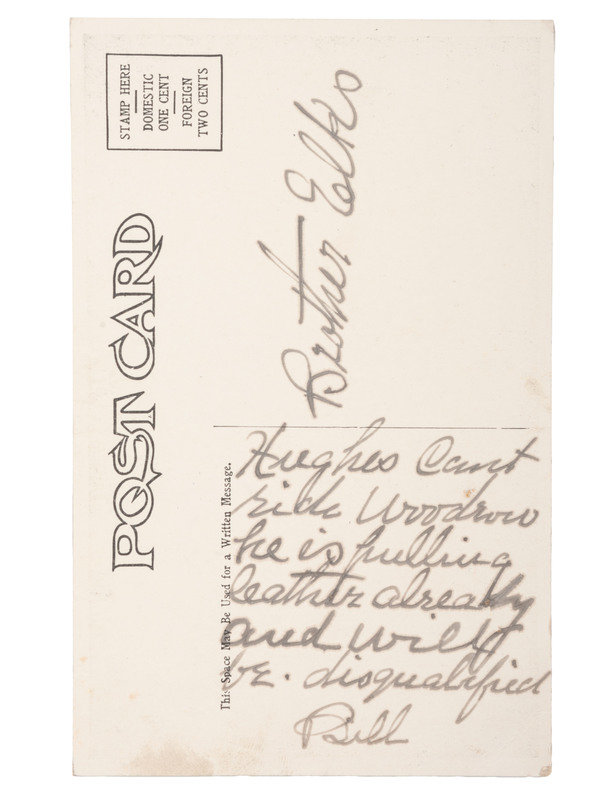 STAMP HERE
DOMESTIC
ONE CENT
FOREIGN
TWO CENTS
POST CARD
This Space May Be Used for a Written Message.
Brother Elks
Hughes Cant
ride Woodrow
he is pulling
leather already
and will
be. disqualified
Bill